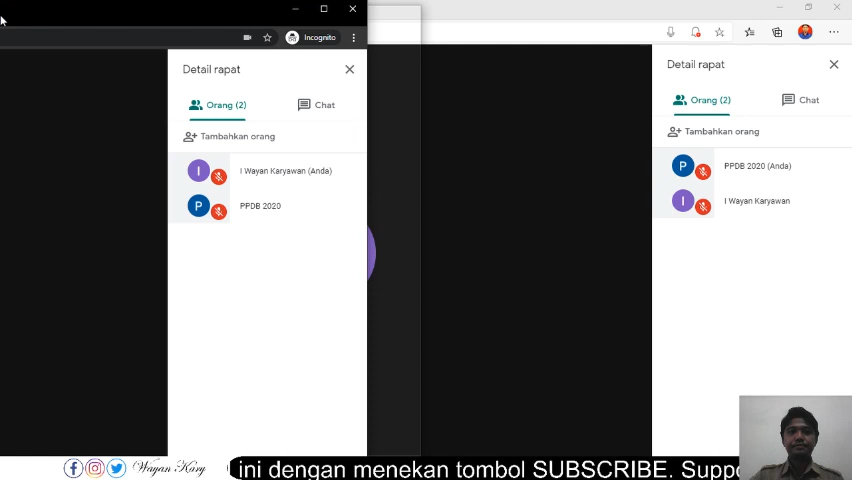 Incognito
Detail rapat
Orang (2)
Chat
Tambahkan orang
I
I Wayan Karyawan (Anda)
P
PPDB 2020
Detail rapat
Orang (2)
Chat
Tambahkan orang
P
PPDB 2020 (Anda)
I
I Wayan Karyawan
Wayan Kary
ini dengan menekan tombol SUBSCRIBE. Suppo